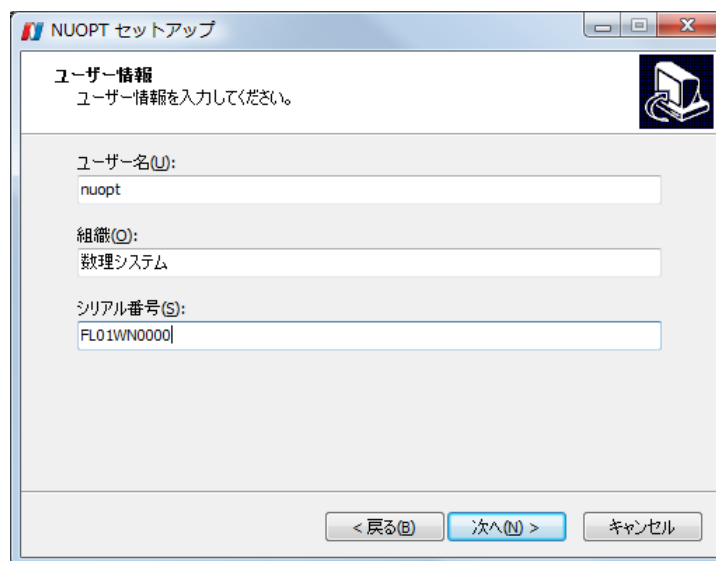 NUOPT セットアップ
ユーザー情報
ユーザー情報を入力してください。
ユーザー名(U):
nuopt
組織(O):
数理システム
シリアル番号(S):
FL01WN0000
< 戻る(B)
次へ(N) >
キャンセル